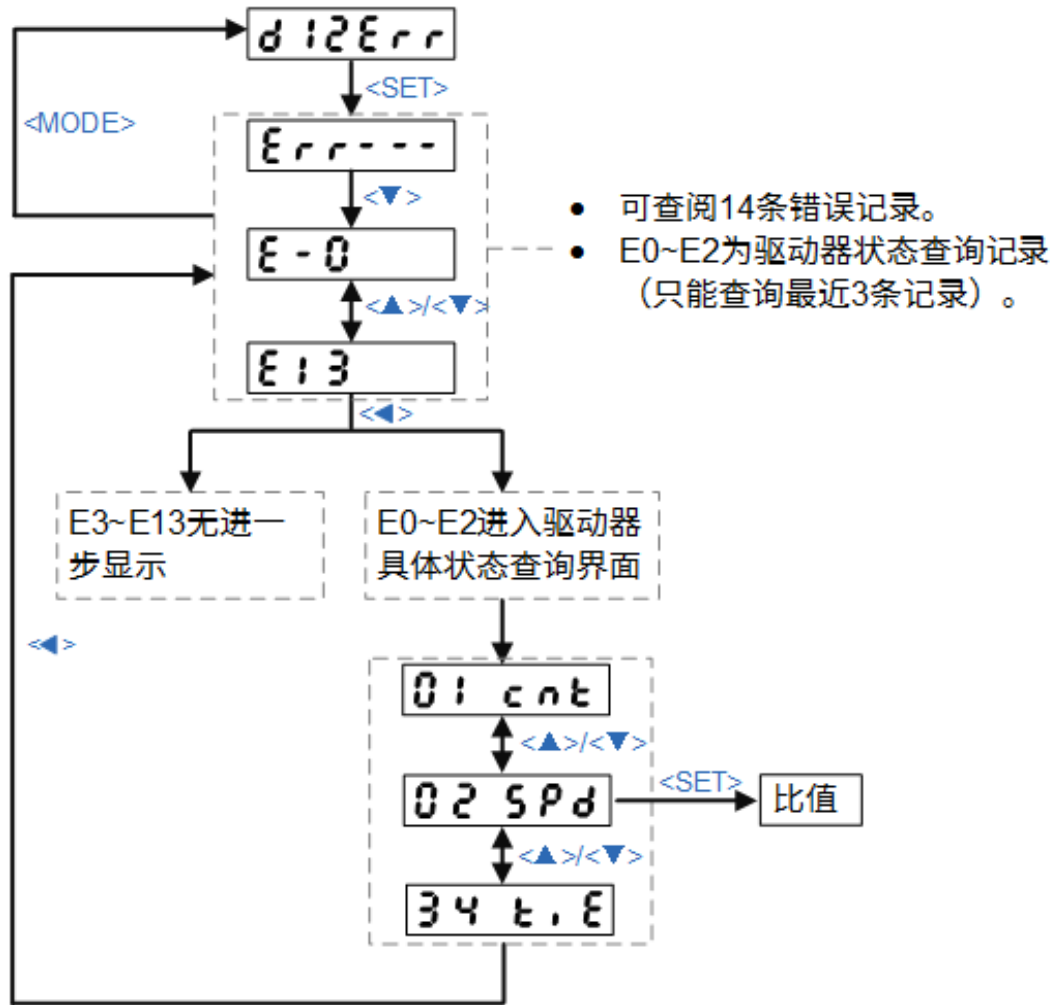 d12Err
<SET>
<MODE>
Err---
<▼>
E-0
<▲>/<▼>
E13
<◀>
• 可查阅14条错误记录。
• E0~E2为驱动器状态查询记录
（只能查询最近3条记录）。
E3~E13无进一
步显示
E0~E2进入驱动器
具体状态查询界面
<◀>
01 cnt
<▲>/<▼>
02 SPd
<SET>
比值
<▲>/<▼>
34 tiE